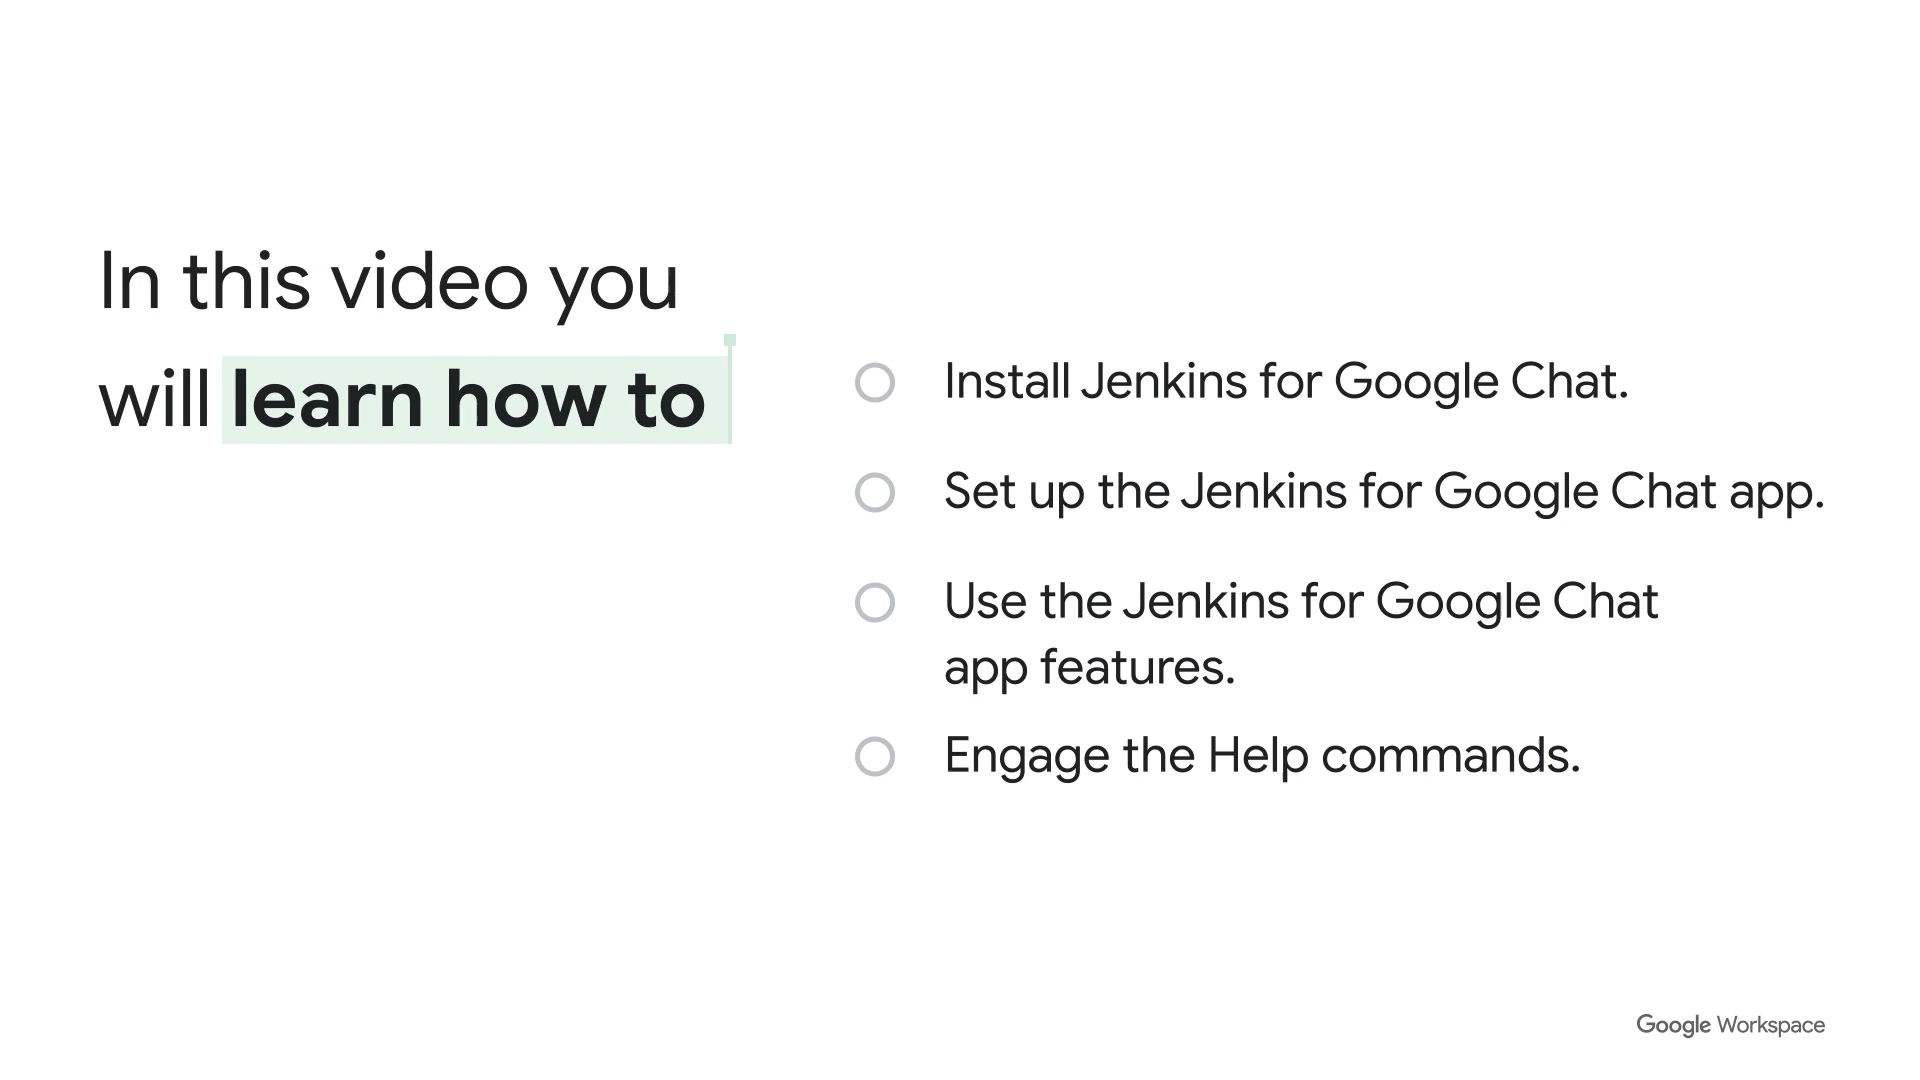 In this video you
will learn how to
Install Jenkins for Google Chat.
Set up the Jenkins for Google Chat app.
Use the Jenkins for Google Chat
app features.
Engage the Help commands.
Google Workspace